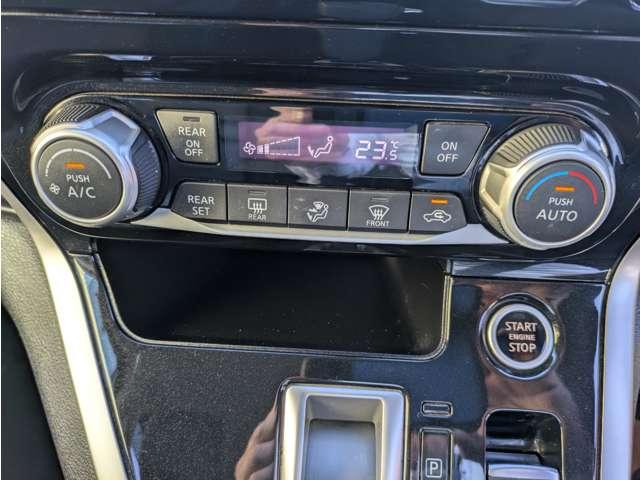 PUSH
A/C
REAR
ON
OFF
23.5°C
ON
OFF
REAR
SET
REAR
FRONT
PUSH
AUTO
START
ENGINE
STOP
P